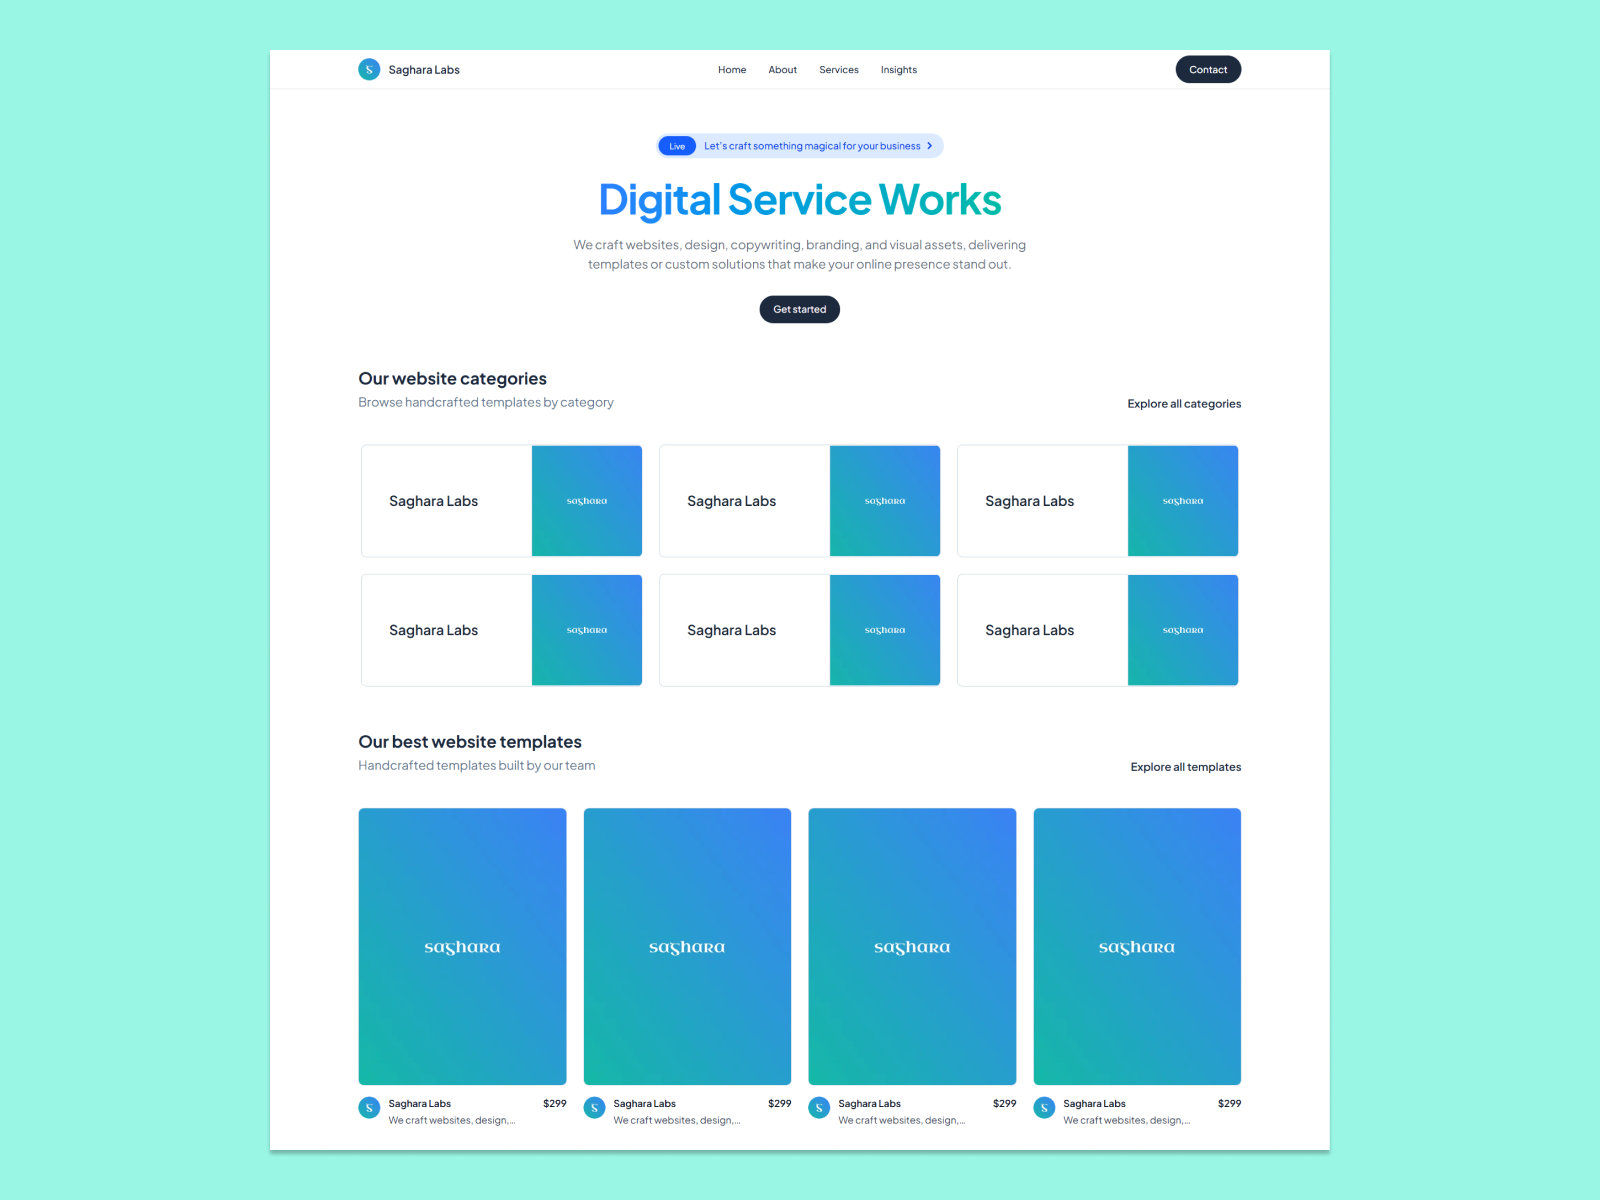 Saghara Labs
Home About Services Insights
Contact
Live Let's craft something magical for your business
Digital Service Works
We craft websites, design, copywriting, branding, and visual assets, delivering
templates or custom solutions that make your online presence stand out.
Get started
Our website categories
Browse handcrafted templates by category
Explore all categories
Saghara Labs saghara
Saghara Labs saghara
Saghara Labs saghara
Saghara Labs saghara
Saghara Labs saghara
Saghara Labs saghara
Our best website templates
Handcrafted templates built by our team
Explore all templates
saghara
S Saghara Labs $299
We craft websites, design,...
saghara
S Saghara Labs $299
We craft websites, design,...
saghara
S Saghara Labs $299
We craft websites, design,...
saghara
S Saghara Labs $299
We craft websites, design,...